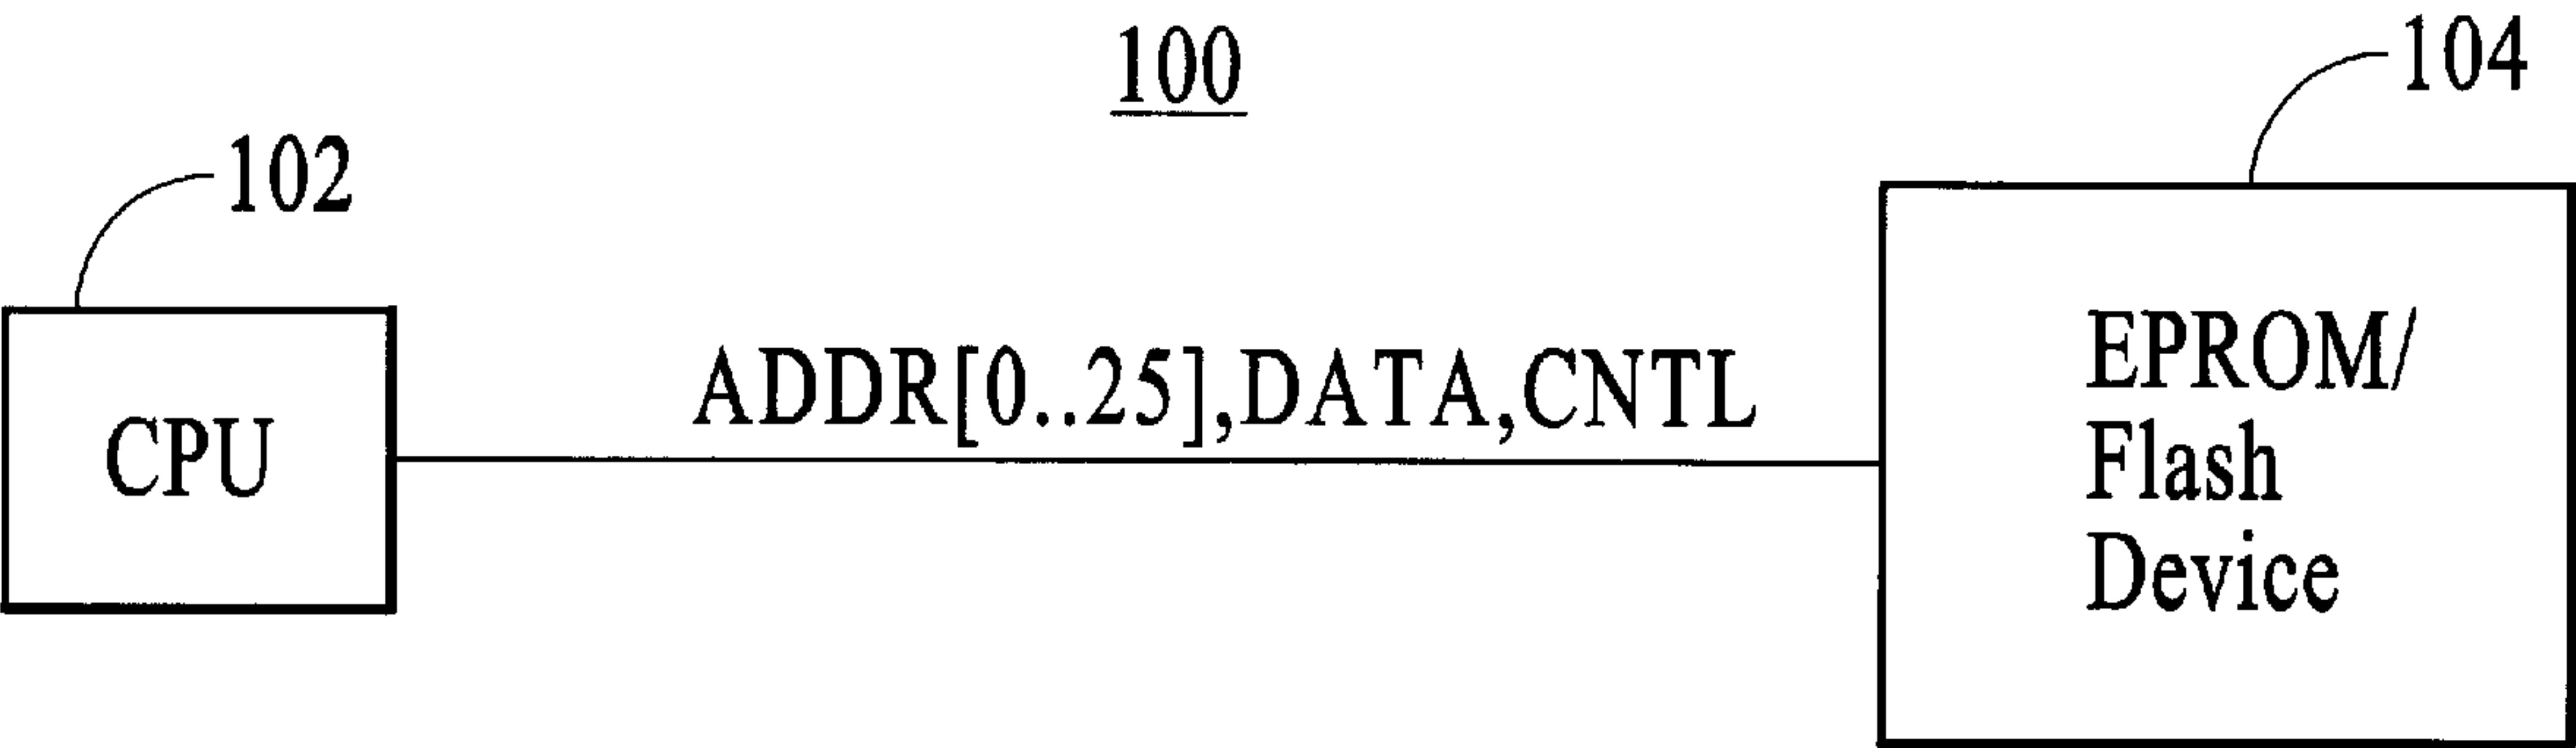 100
104
102
ADDR[0..25],DATA,CNTL
CPU
EPROM/
Flash
Device